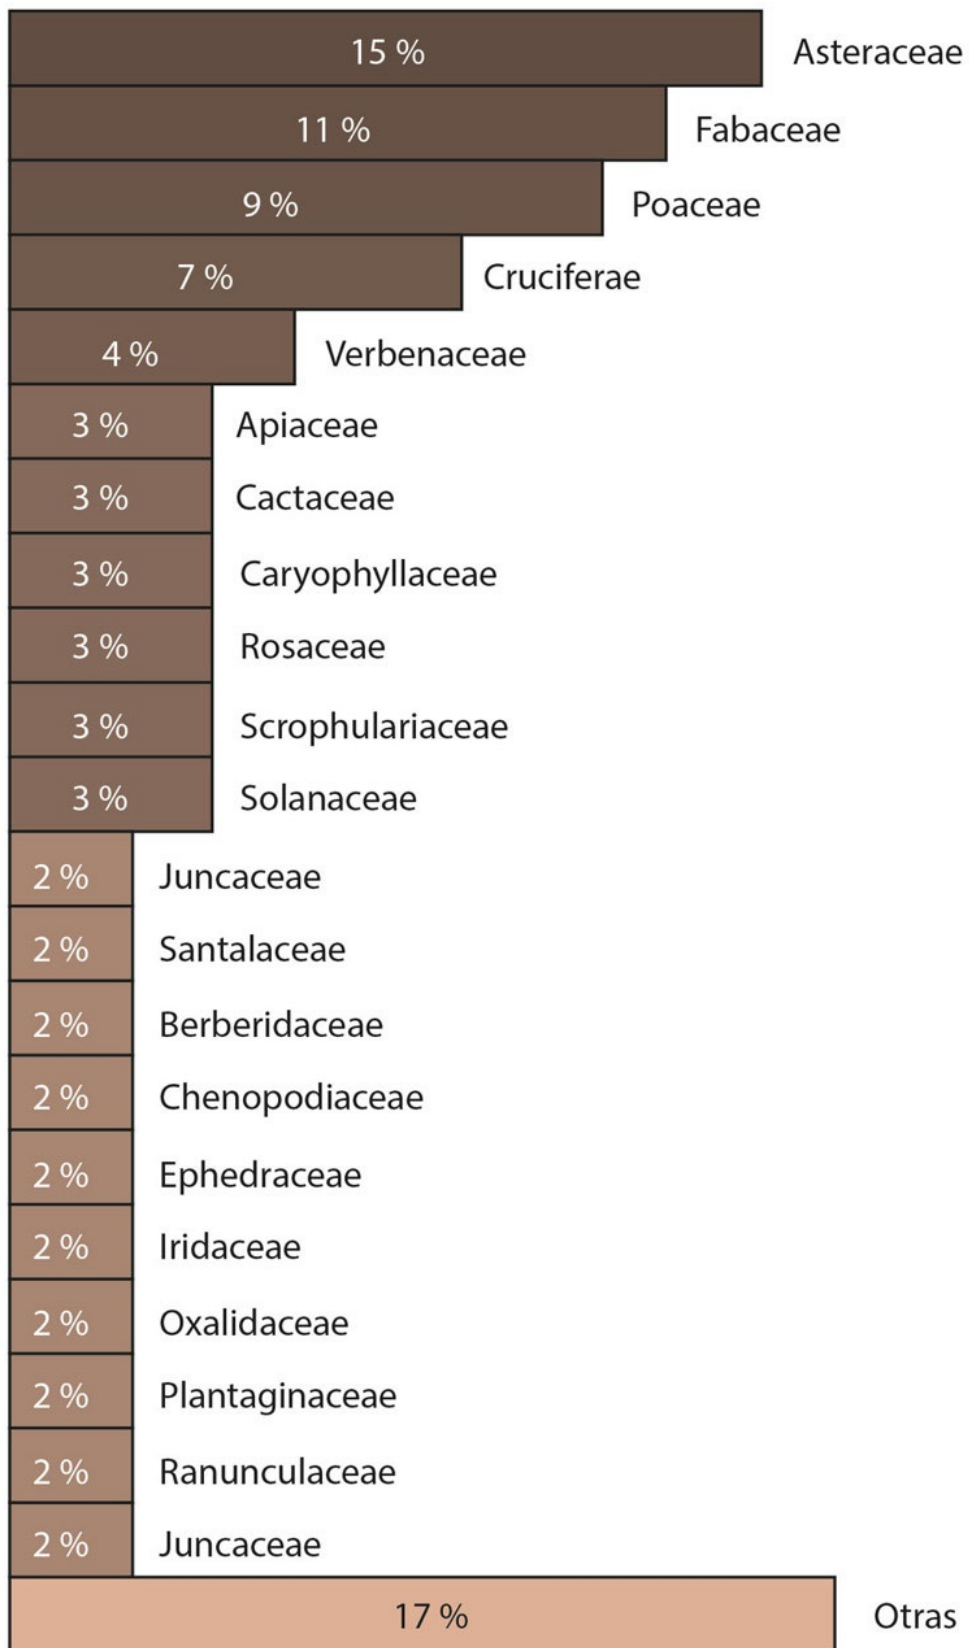 15 % Asteraceae
11 % Fabaceae
9 % Poaceae
7 % Cruciferae
4 % Verbenaceae
3 % Apiaceae
3 % Cactaceae
3 % Caryophyllaceae
3 % Rosaceae
3 % Scrophulariaceae
3 % Solanaceae
2 % Juncaceae
2 % Santalaceae
2 % Berberidaceae
2 % Chenopodiaceae
2 % Ephedraceae
2 % Iridaceae
2 % Oxalidaceae
2 % Plantaginaceae
2 % Ranunculaceae
2 % Juncaceae
17 % Otras